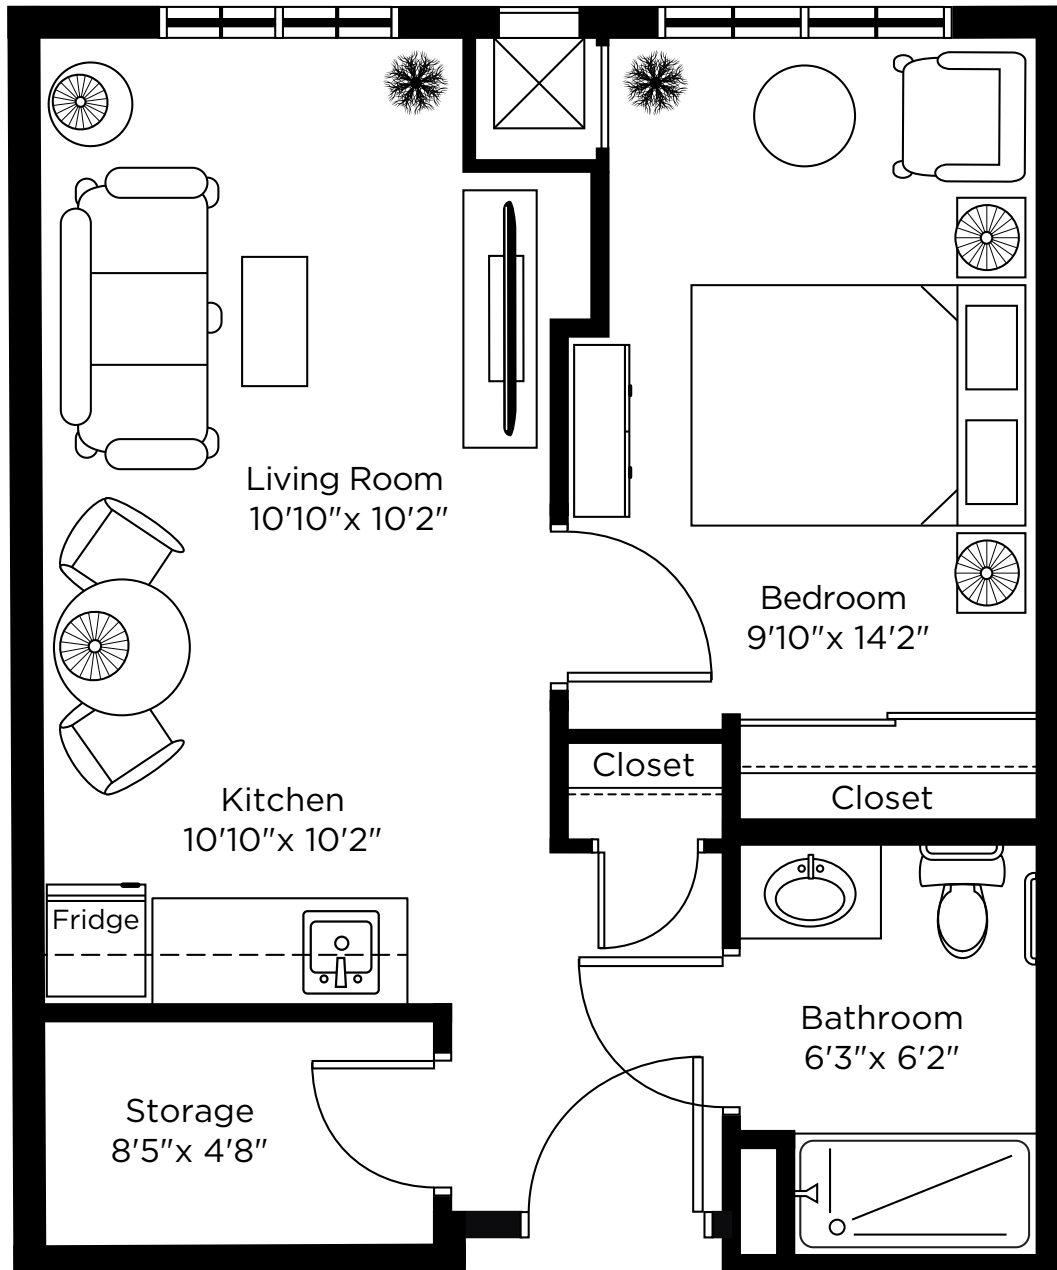 Living Room
10'10"x 10'2"
Bedroom
9'10"x 14'2"
Closet
Closet
Kitchen
10'10"x 10'2"
Fridge
Bathroom
6'3"x 6'2"
Storage
8'5"x 4'8"